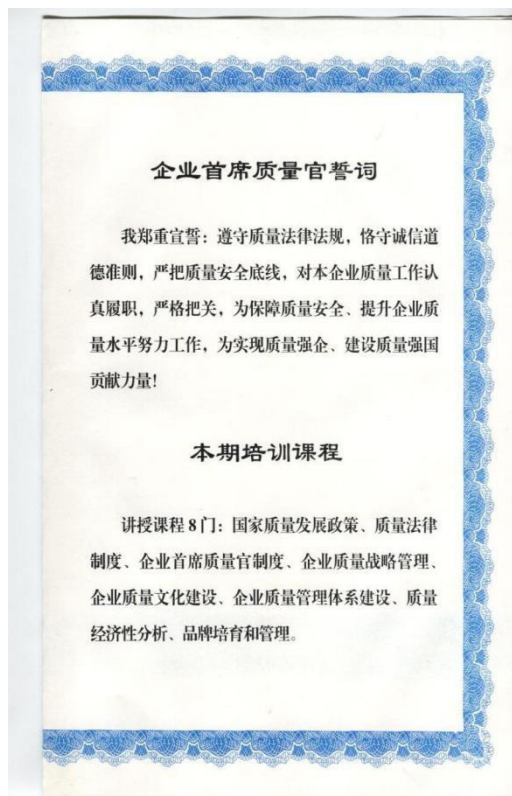 企业首席质量官誓词
我郑重宣誓：遵守质量法律法规，恪守诚信道
德准则，严把质量安全底线，对本企业质量工作认
真履职，严格把关，为保障质量安全、提升企业质
量水平努力工作，为实现质量强企、建设质量强国
贡献力量！
本期培训课程
讲授课程8门：国家质量发展政策、质量法律
制度、企业首席质量官制度、企业质量战略管理、
企业质量文化建设、企业质量管理体系建设、质量
经济性分析、品牌培育和管理。